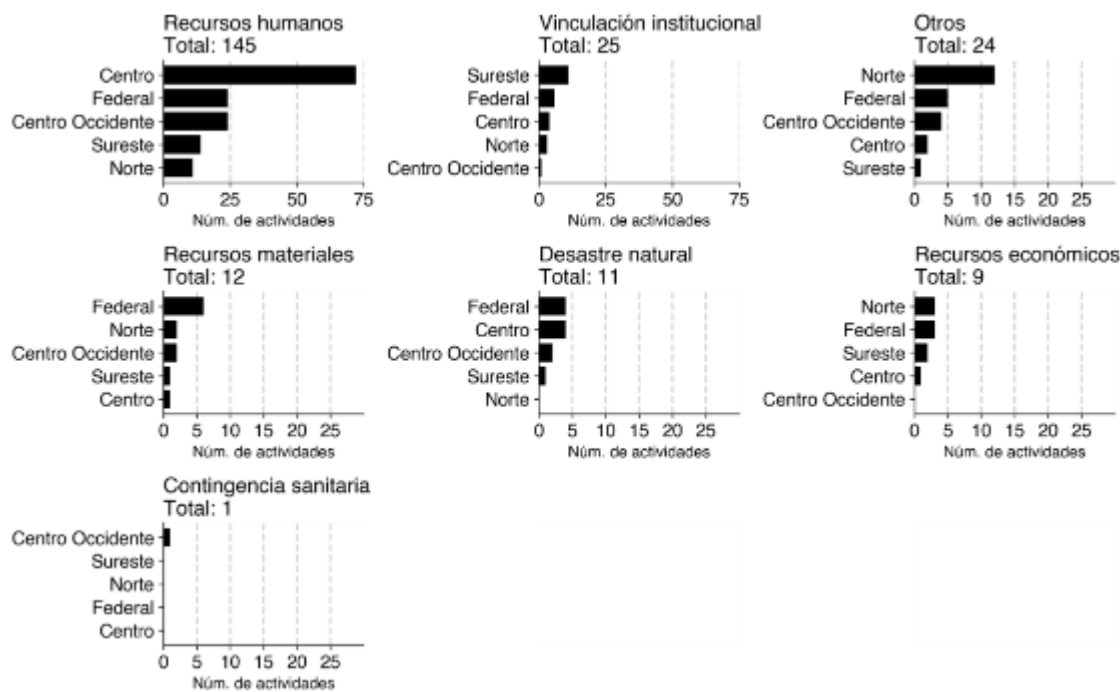 Recursos humanos
Total: 145
Centro
Federal
Centro Occidente
Sureste
Norte
0 25 50 75
Núm. de actividades
Vinculación institucional
Total: 25
Sureste
Federal
Centro
Norte
Centro Occidente
0 25 50 75
Núm. de actividades
Otros
Total: 24
Norte
Federal
Centro Occidente
Centro
Sureste
0 5 10 15 20 25
Núm. de actividades
Recursos materiales
Total: 12
Federal
Norte
Centro Occidente
Sureste
Centro
0 5 10 15 20 25
Núm. de actividades
Desastre natural
Total: 11
Federal
Centro
Centro Occidente
Sureste
Norte
0 5 10 15 20 25
Núm. de actividades
Recursos económicos
Total: 9
Norte
Federal
Sureste
Centro
Centro Occidente
0 5 10 15 20 25
Núm. de actividades
Contingencia sanitaria
Total: 1
Centro Occidente
Sureste
Norte
Federal
Centro
0 5 10 15 20 25
Núm. de actividades